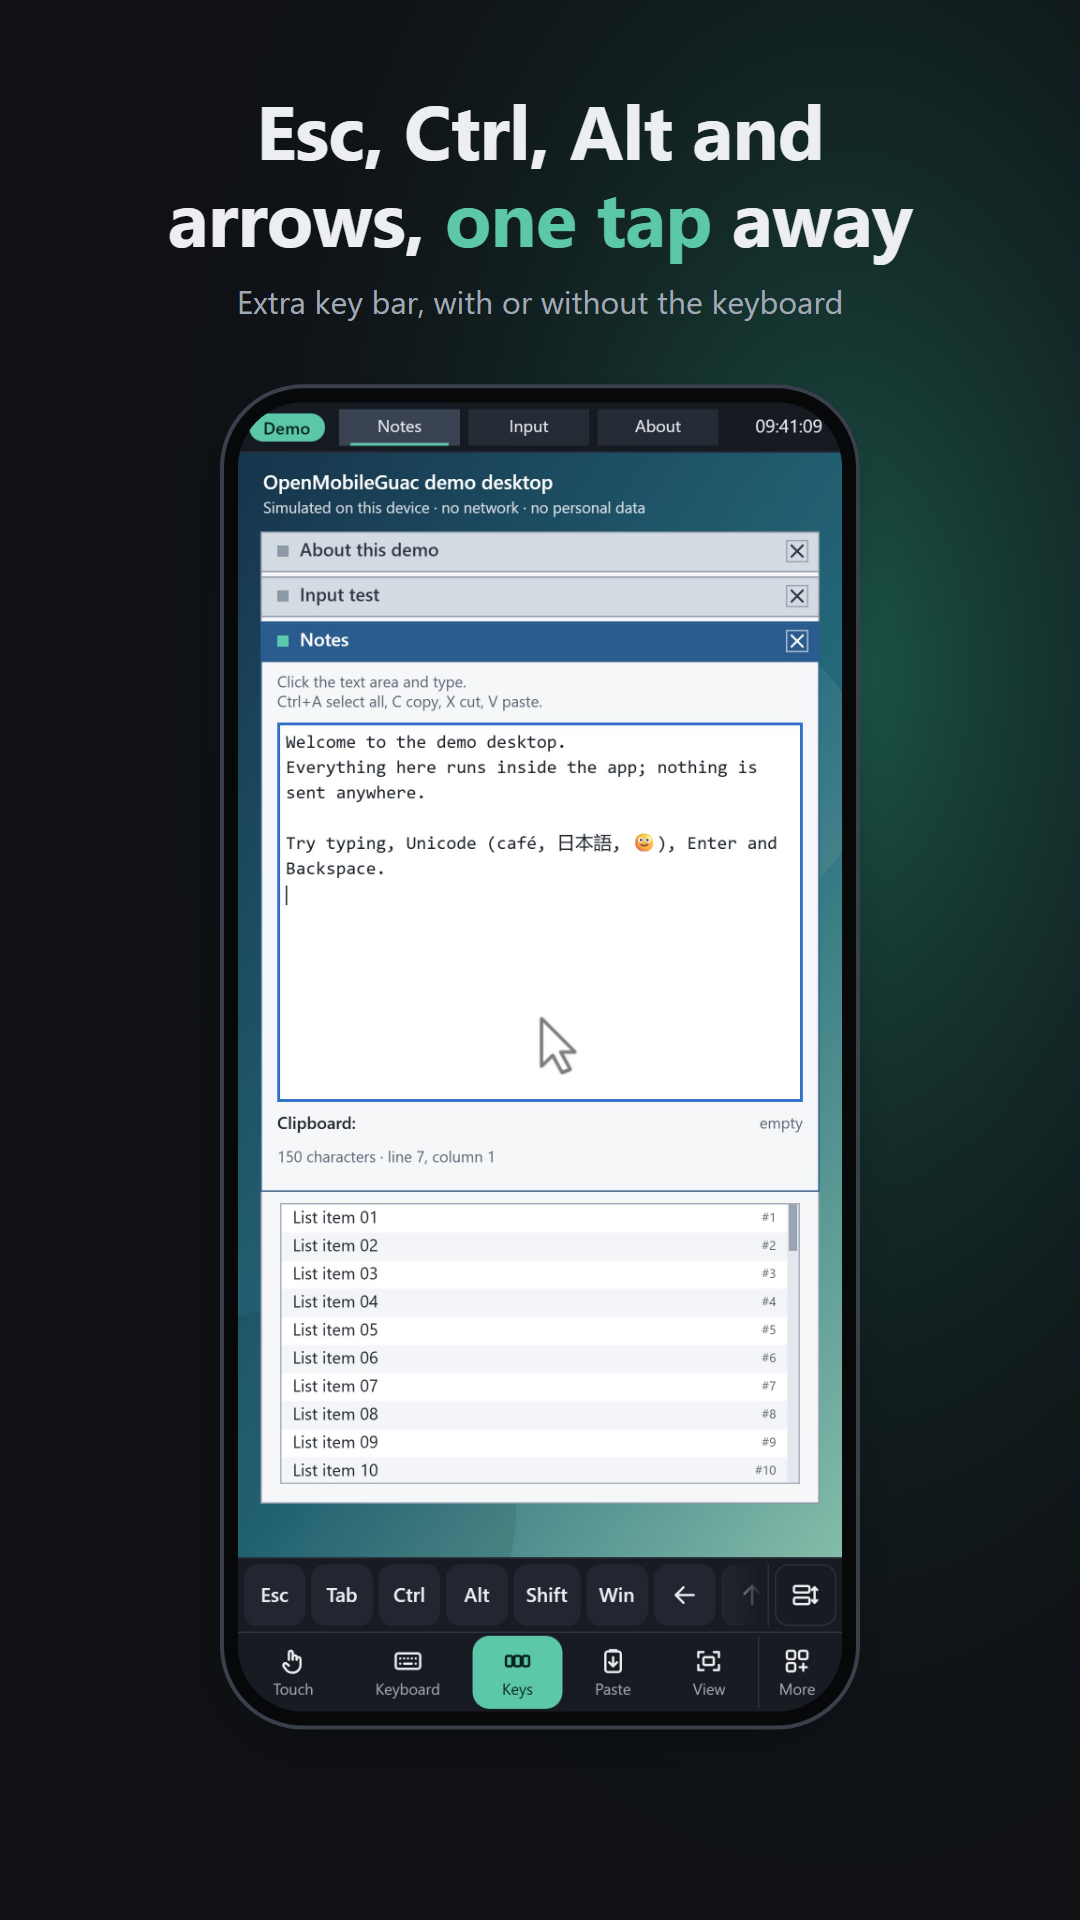 Esc, Ctrl, Alt and
arrows, one tap away
Extra key bar, with or without the keyboard
Demo
Notes
Input
About
09:41:09
OpenMobileGuac demo desktop
Simulated on this device · no network · no personal data
About this demo
Input test
Notes
Click the text area and type.
Ctrl+A select all, C copy, X cut, V paste.
Welcome to the demo desktop.
Everything here runs inside the app; nothing is
sent anywhere.
Try typing, Unicode (café, 日本語, 🙂), Enter and
Backspace.
Clipboard:
empty
150 characters · line 7, column 1
List item 01 #1
List item 02 #2
List item 03 #3
List item 04 #4
List item 05 #5
List item 06 #6
List item 07 #7
List item 08 #8
List item 09 #9
List item 10 #10
Esc Tab Ctrl Alt Shift Win ← ↑
Touch Keyboard Keys Paste View More